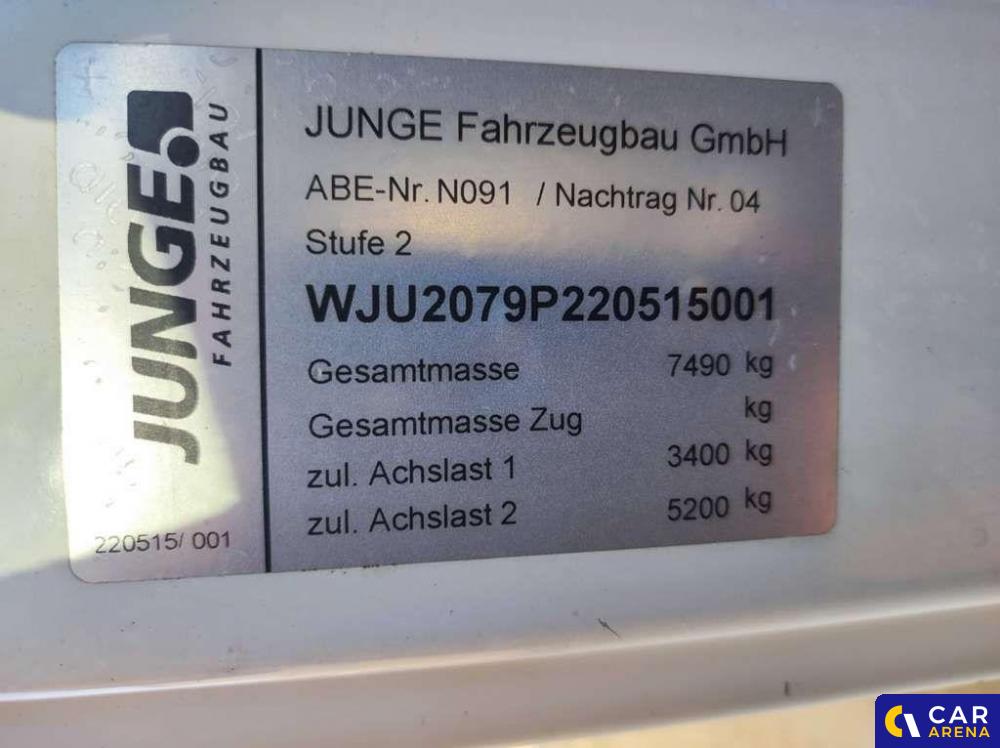 JUNGE
FAHRZEUGBAU
220515/ 001
JUNGE Fahrzeugbau GmbH
ABE-Nr. N091 / Nachtrag Nr. 04
Stufe 2
WJU2079P220515001
Gesamtmasse 7490 kg
Gesamtmasse Zug kg
zul. Achslast 1 3400 kg
zul. Achslast 2 5200 kg
CAR
ARENA